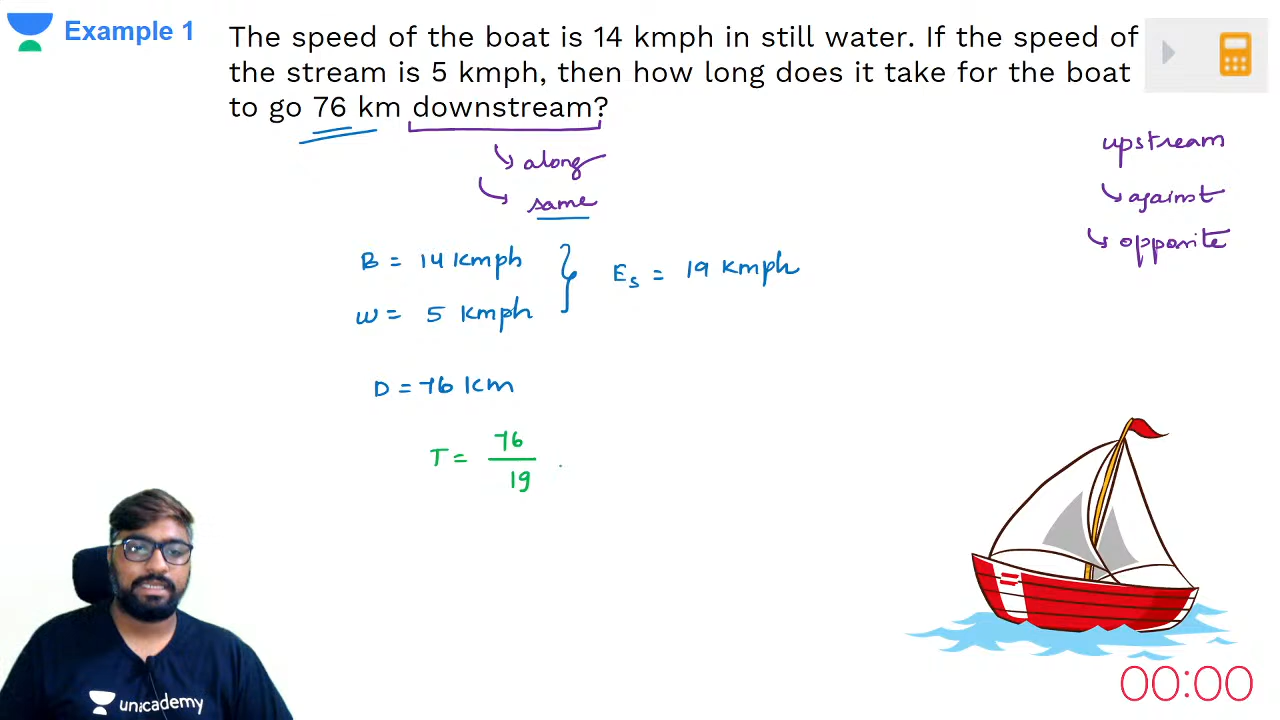 Example 1
The speed of the boat is 14 kmph in still water. If the speed of
the stream is 5 kmph, then how long does it take for the boat
to go 76 km downstream?
upstream
along
against
same
opposite
B = 14 kmph
Es = 19 kmph
W = 5 kmph
D = 76 km
T = 76
19
00:00
unacademy